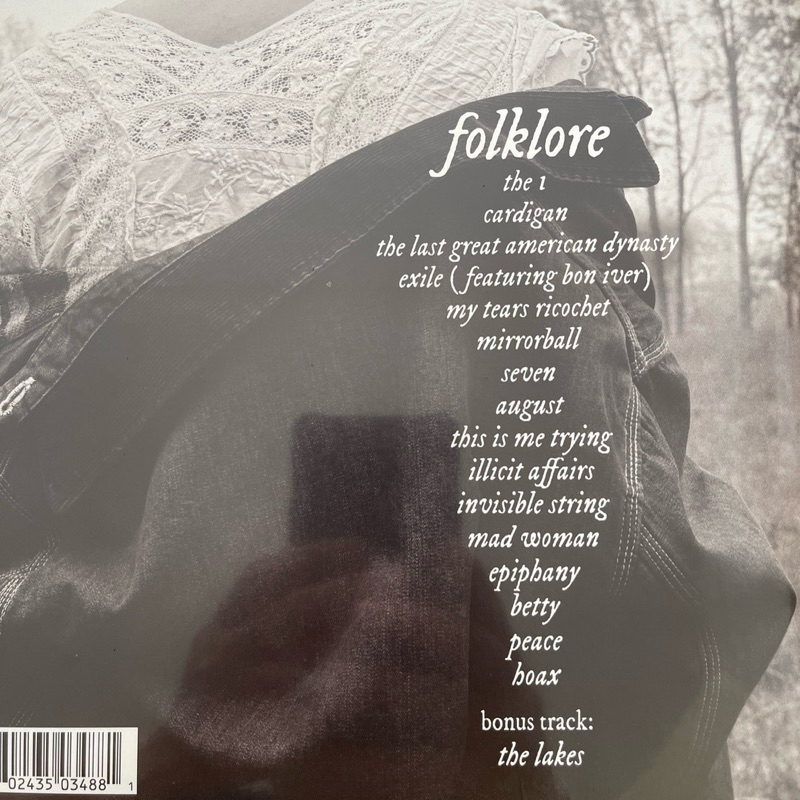 folklore
the 1
cardigan
the last great american dynasty
exile (featuring bon iver)
my tears ricochet
mirrorball
seven
august
this is me trying
illicit affairs
invisible string
mad woman
epiphany
betty
peace
hoax
bonus track:
the lakes
02435 03488 1